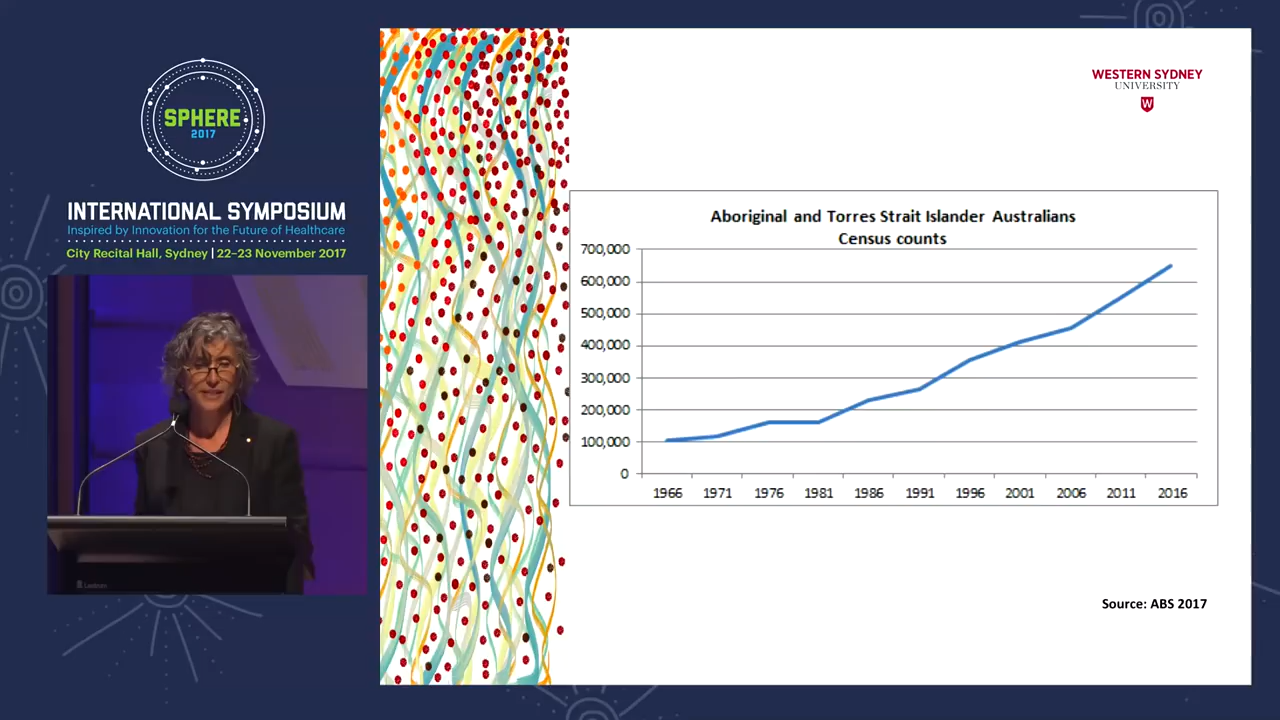 SPHERE
2017
INTERNATIONAL SYMPOSIUM
Inspired by Innovation for the Future of Healthcare
City Recital Hall, Sydney | 22–23 November 2017
WESTERN SYDNEY
UNIVERSITY
W
Aboriginal and Torres Strait Islander Australians
Census counts
700,000
600,000
500,000
400,000
300,000
200,000
100,000
0
1966 1971 1976 1981 1986 1991 1996 2001 2006 2011 2016
Source: ABS 2017
Lectrum